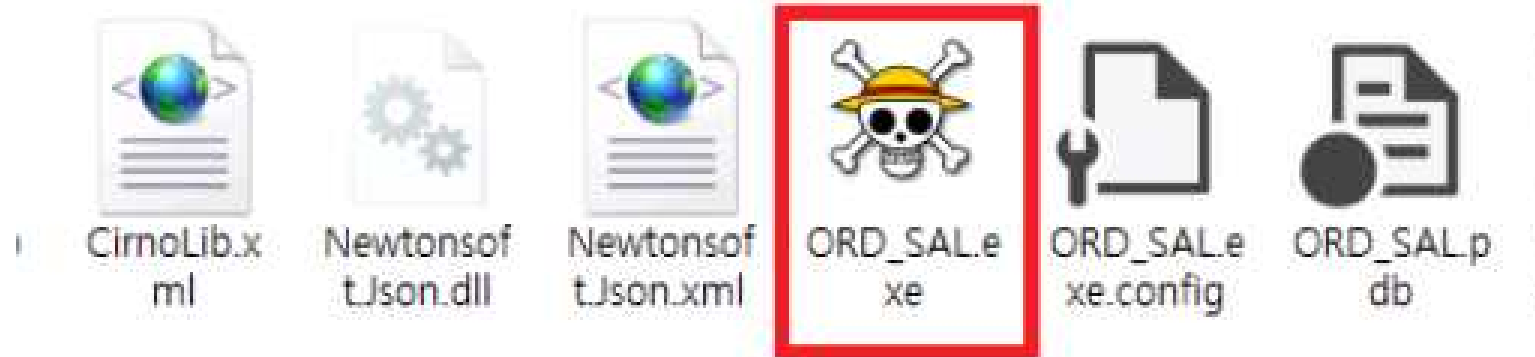 CirnoLib.x
ml
Newtonsof
t.Json.dll
Newtonsof
t.Json.xml
ORD_SAL.e
xe
ORD_SAL.e
xe.config
ORD_SAL.p
db